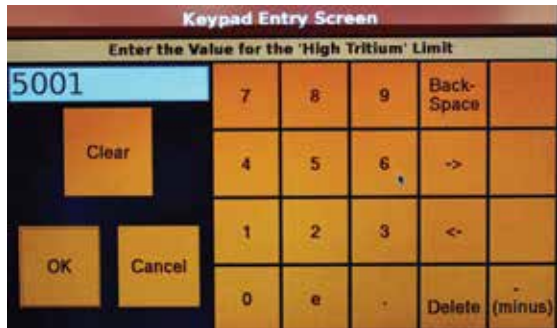 Keypad Entry Screen
Enter the Value for the 'High Tritium' Limit
5001
7 8 9 Back-
Space
Clear
4 5 6 ->
1 2 3 <-
OK Cancel
0 e . Delete - (minus)